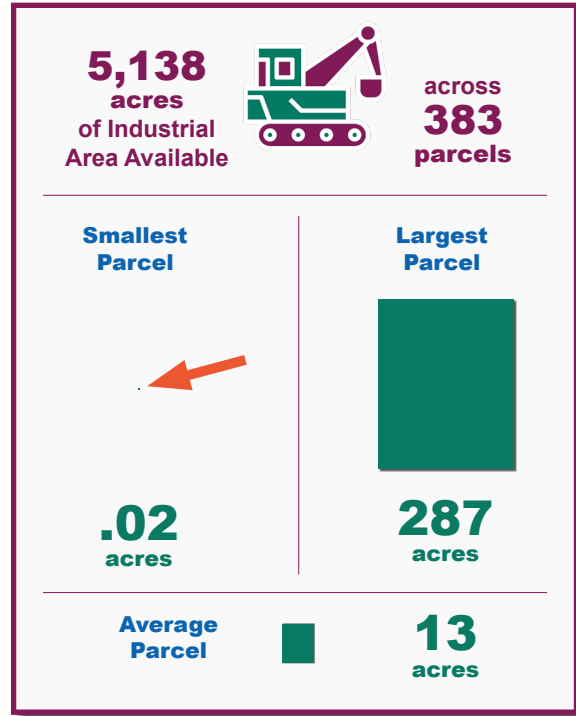 5,138
acres
of Industrial
Area Available
across
383
parcels
Smallest
Parcel
.02
acres
Largest
Parcel
287
acres
Average
Parcel
13
acres